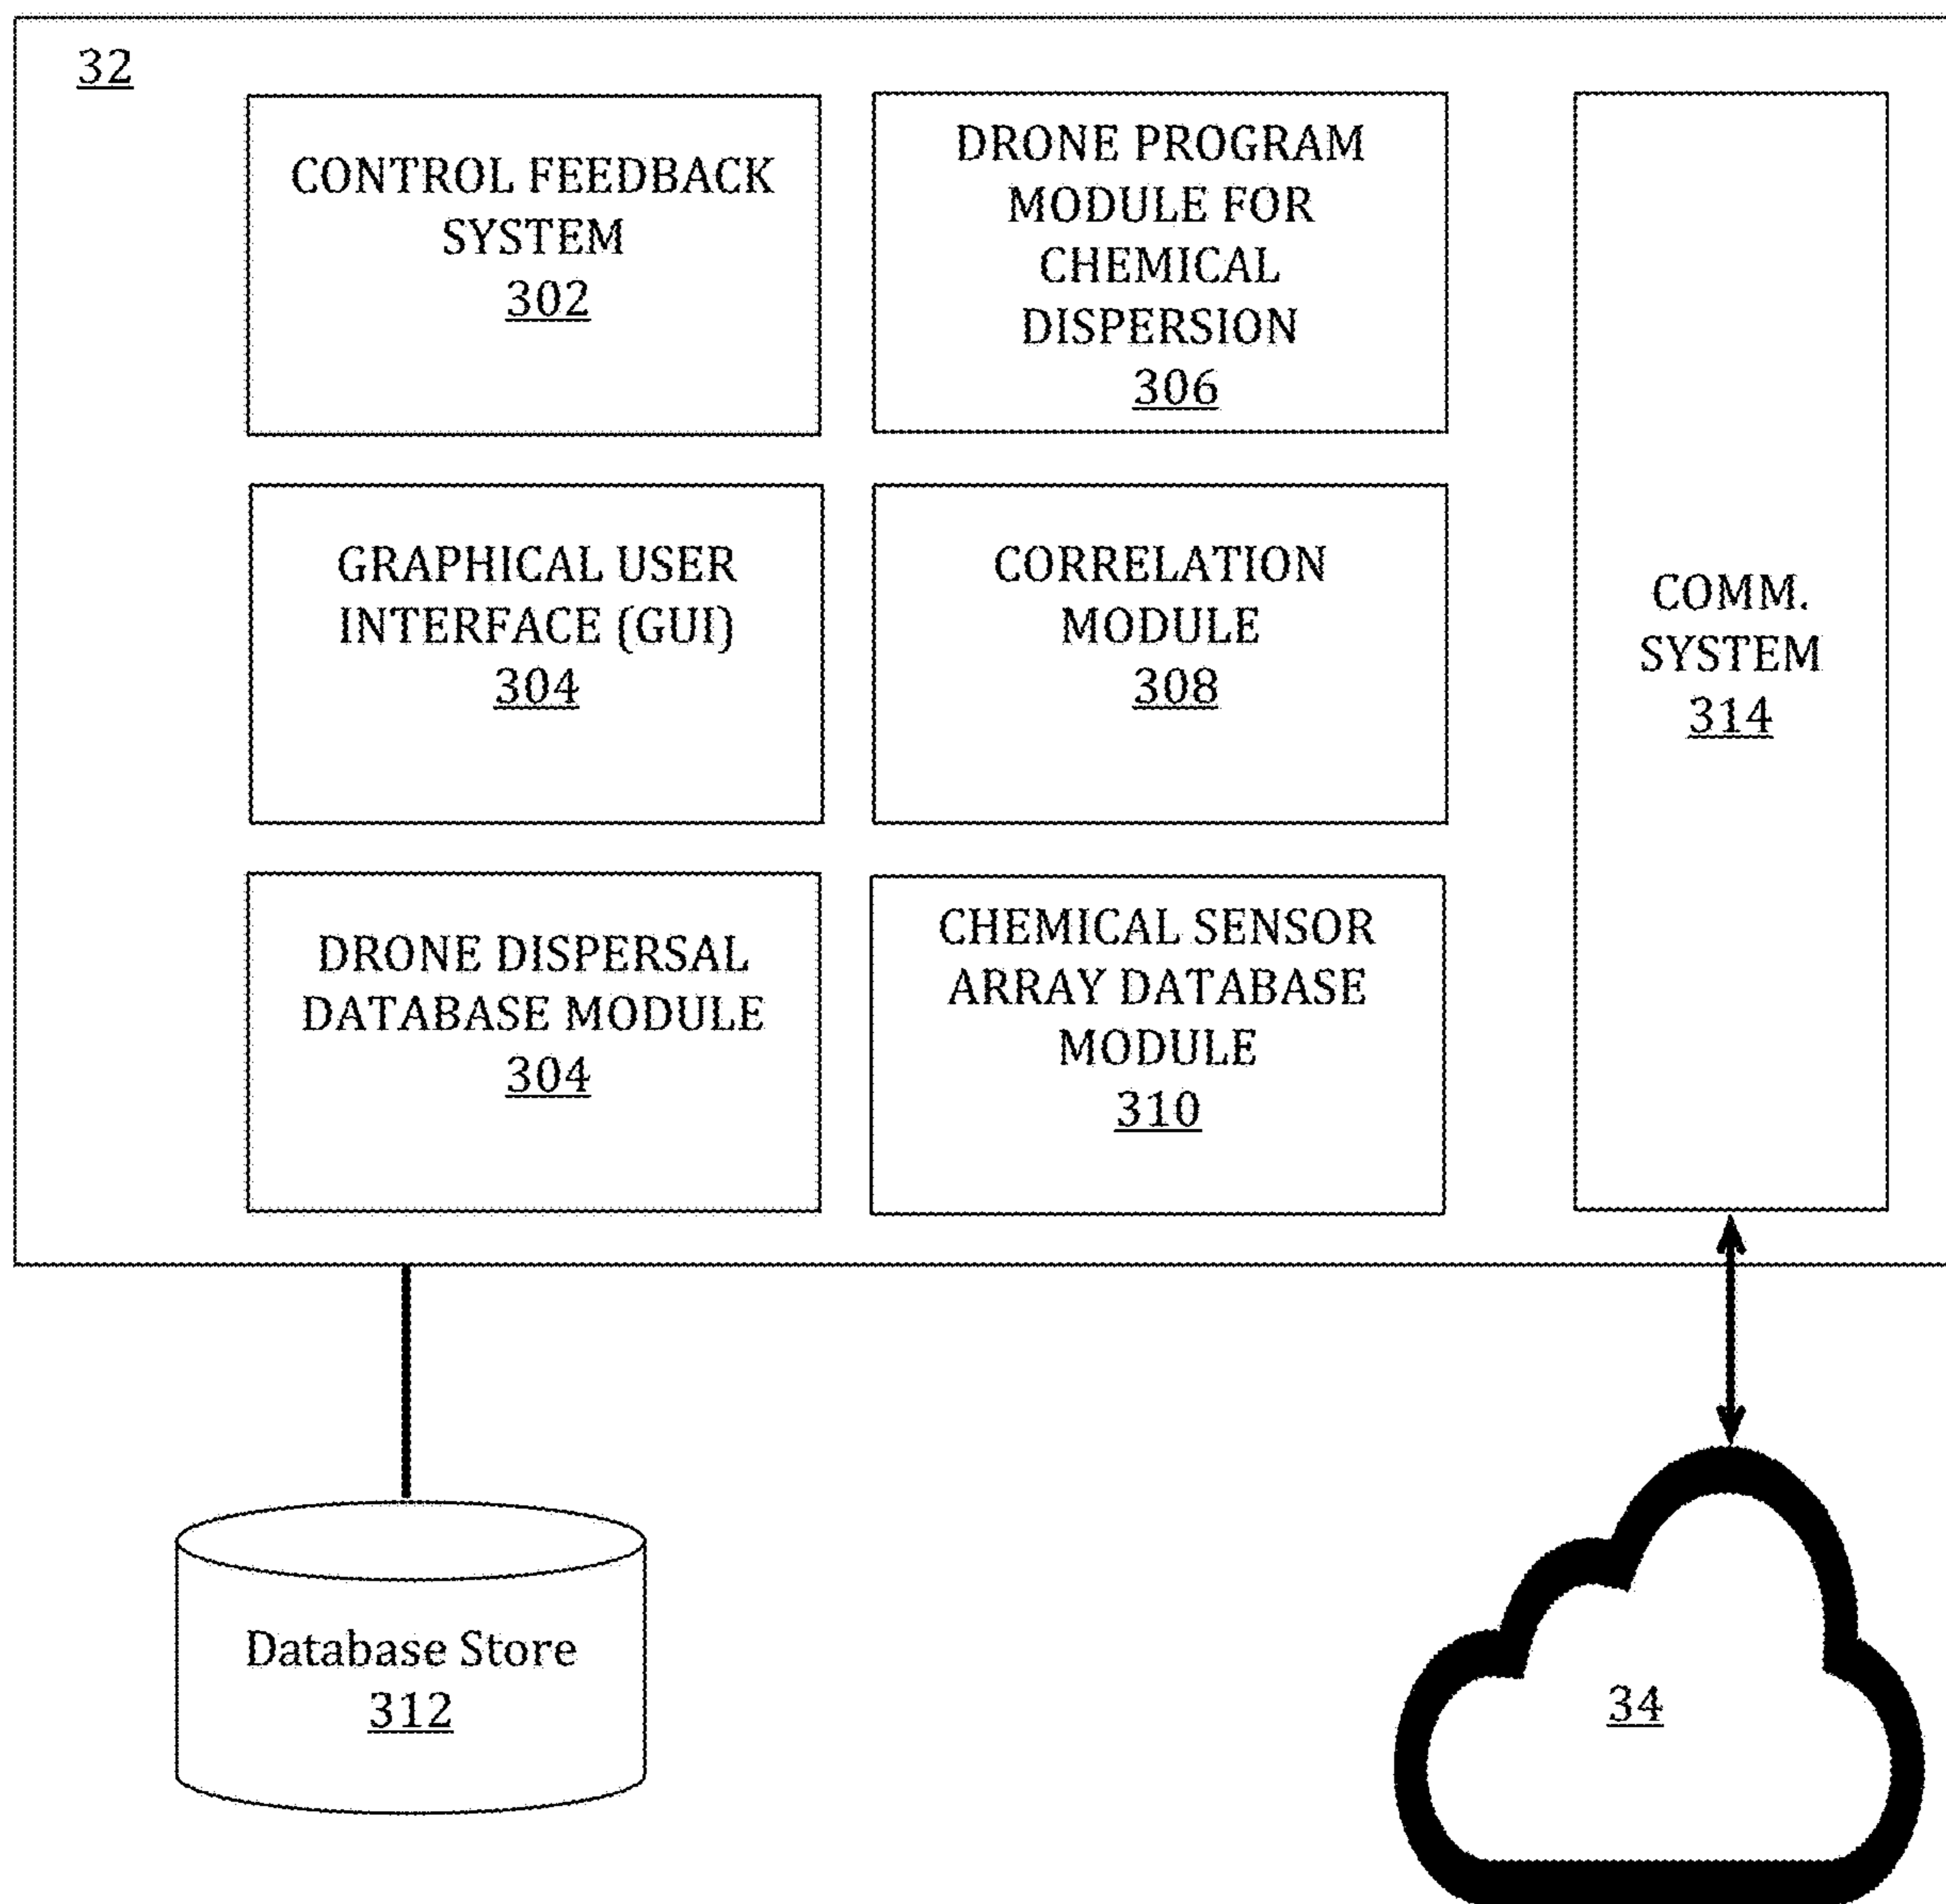 32
CONTROL FEEDBACK
SYSTEM
302
DRONE PROGRAM
MODULE FOR
CHEMICAL
DISPERSION
306
GRAPHICAL USER
INTERFACE (GUI)
304
CORRELATION
MODULE
308
COMM.
SYSTEM
314
DRONE DISPERSAL
DATABASE MODULE
304
CHEMICAL SENSOR
ARRAY DATABASE
MODULE
310
Database Store
312
34